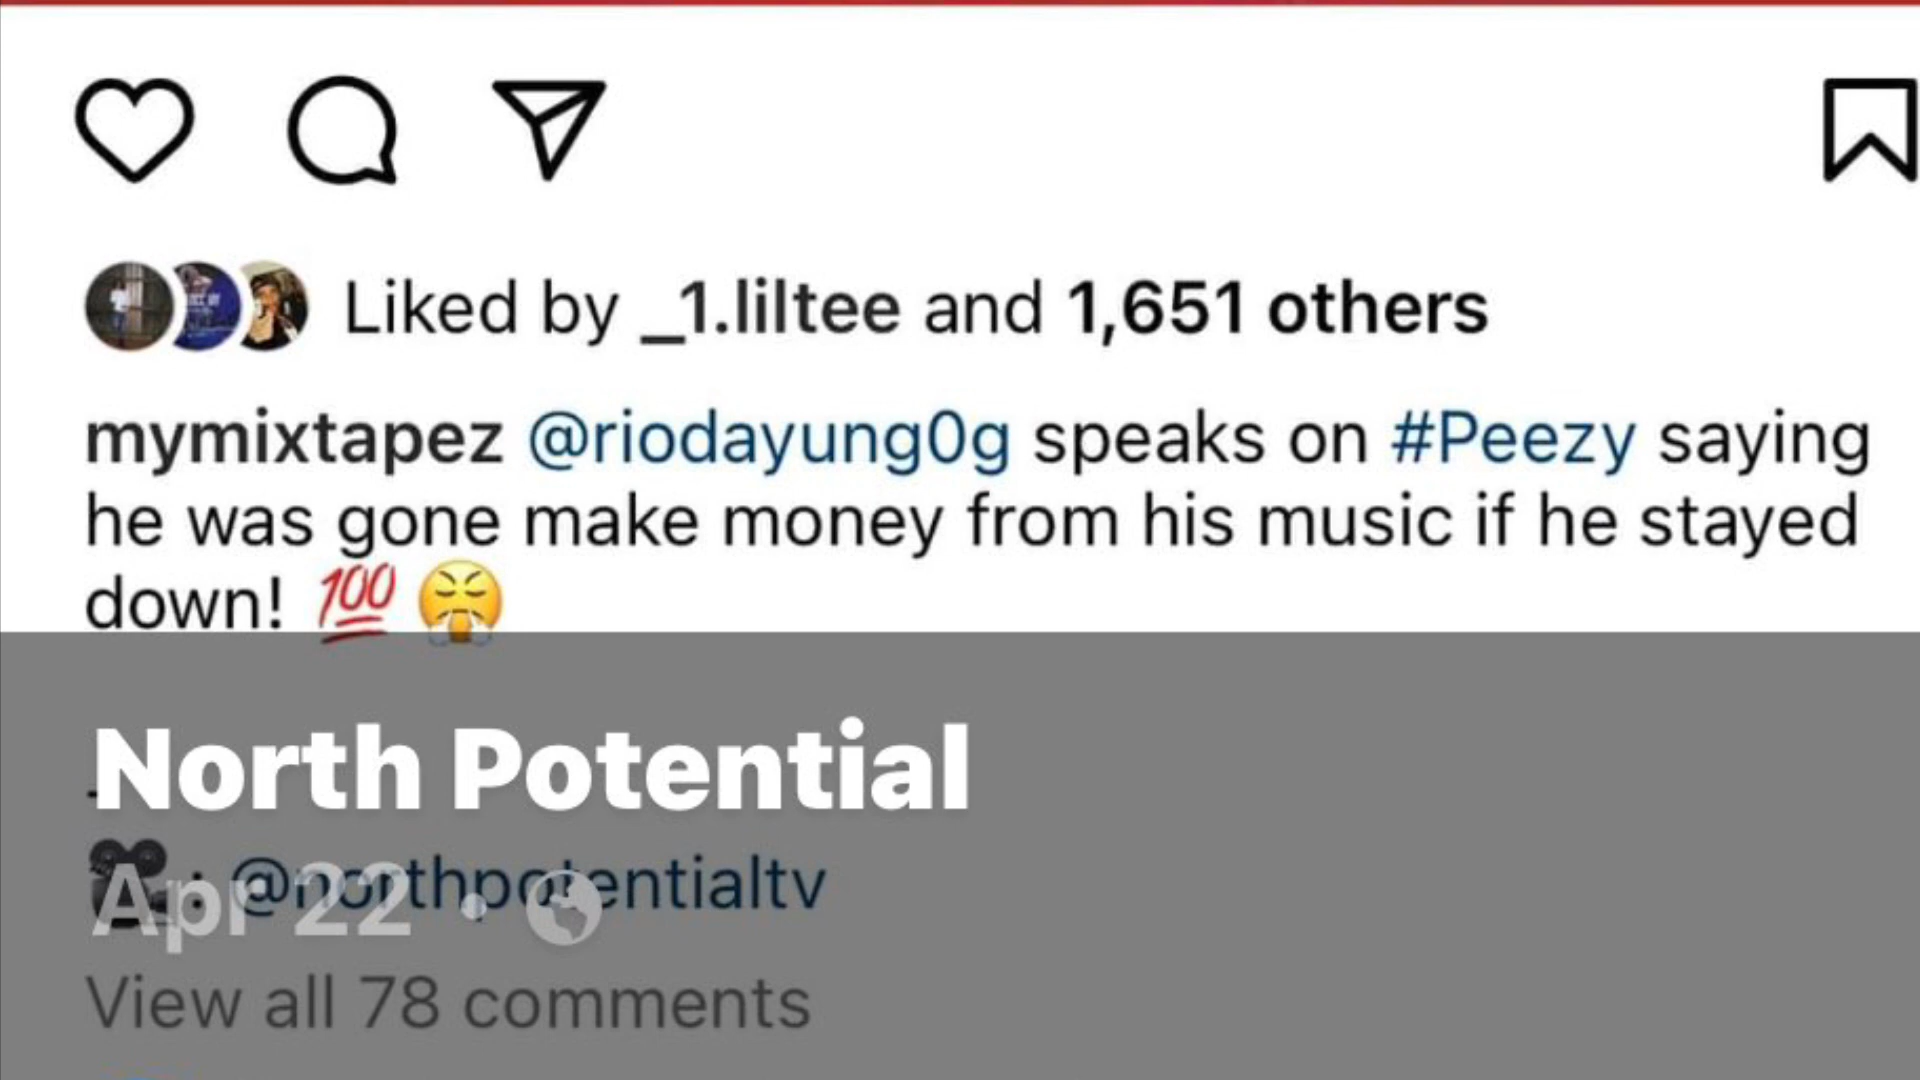 Liked by _1.liltee and 1,651 others
mymixtapez @riodayung0g speaks on #Peezy saying
he was gone make money from his music if he stayed
down! 💯 😤
North Potential
🎥: @northpotentialtv
Apr 22 •
View all 78 comments